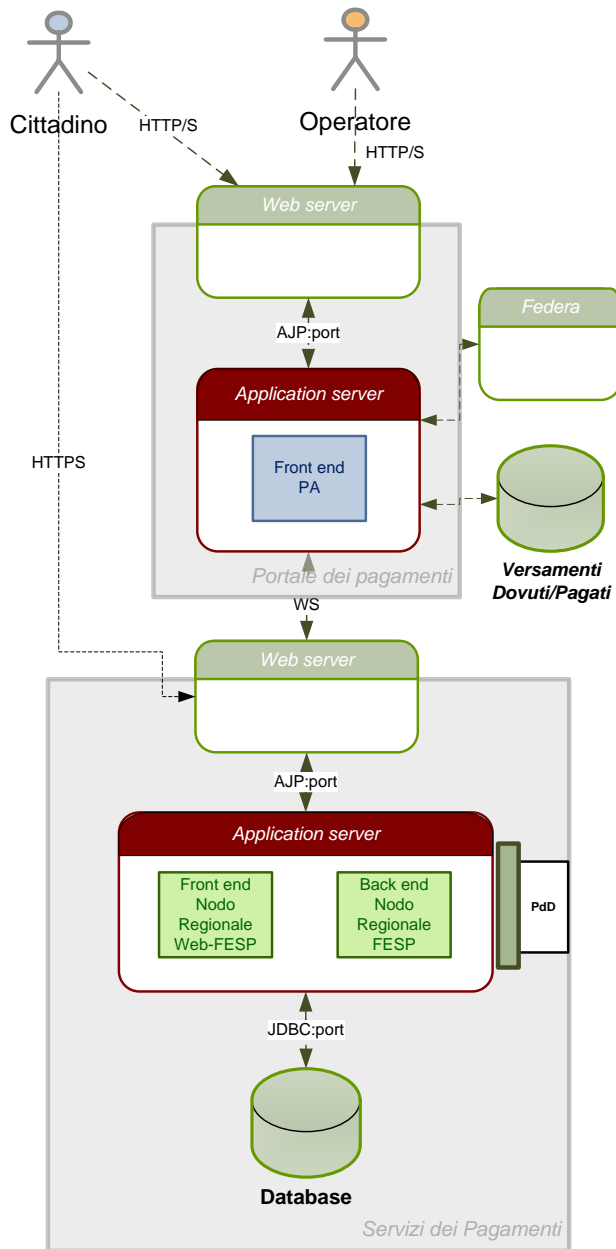 Cittadino
Operatore
HTTP/S
HTTP/S
Web server
AJP:port
Federa
Application server
Front end
PA
HTTPS
Versamenti
Dovuti/Pagati
Portale dei pagamenti
WS
Web server
AJP:port
Application server
Front end
Nodo
Regionale
Web-FESP
Back end
Nodo
Regionale
FESP
PdD
JDBC:port
Database
Servizi dei Pagamenti